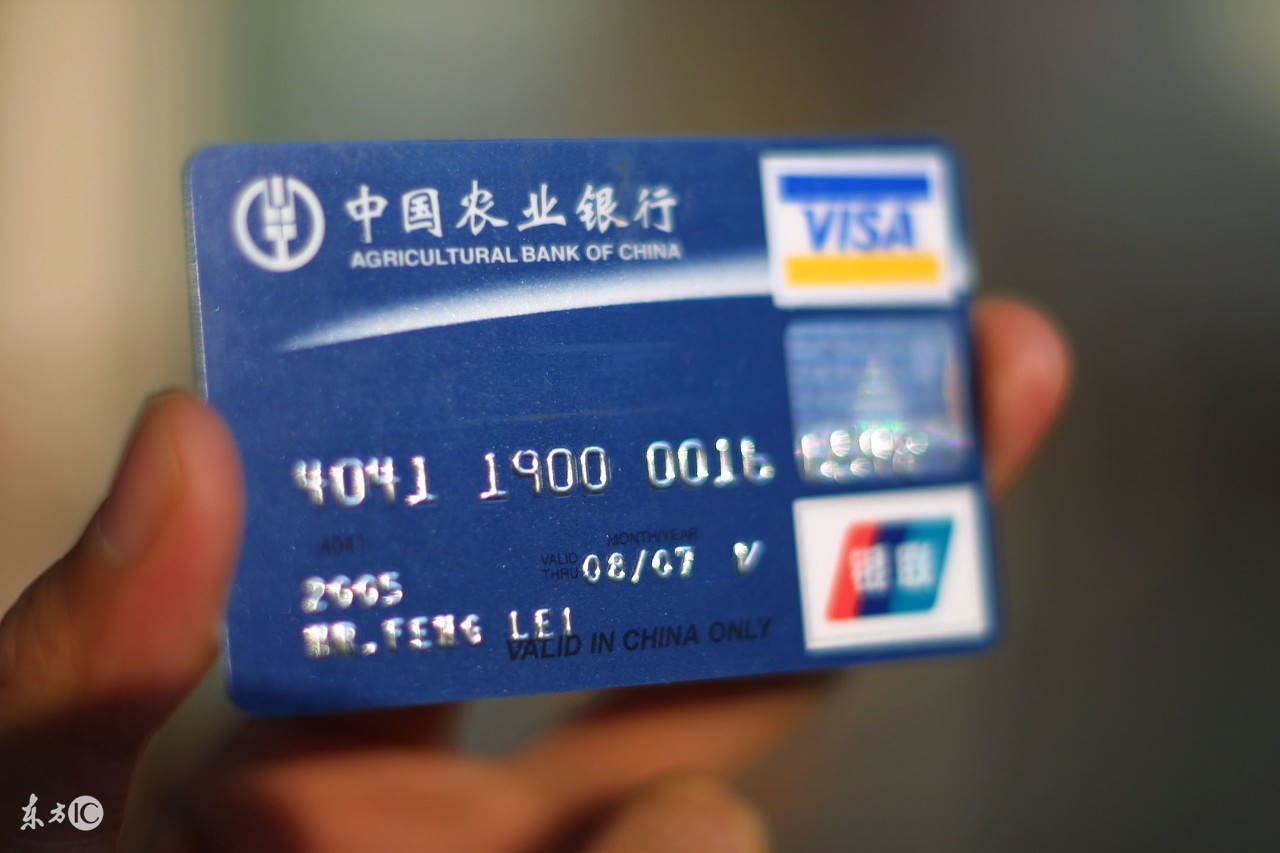 中国农业银行
AGRICULTURAL BANK OF CHINA
VISA
4041 1900 0016
4041
MONTH/YEAR
VALID THRU 08/07 V
银联
2005
MR.FENG LEI
VALID IN CHINA ONLY
东方IC